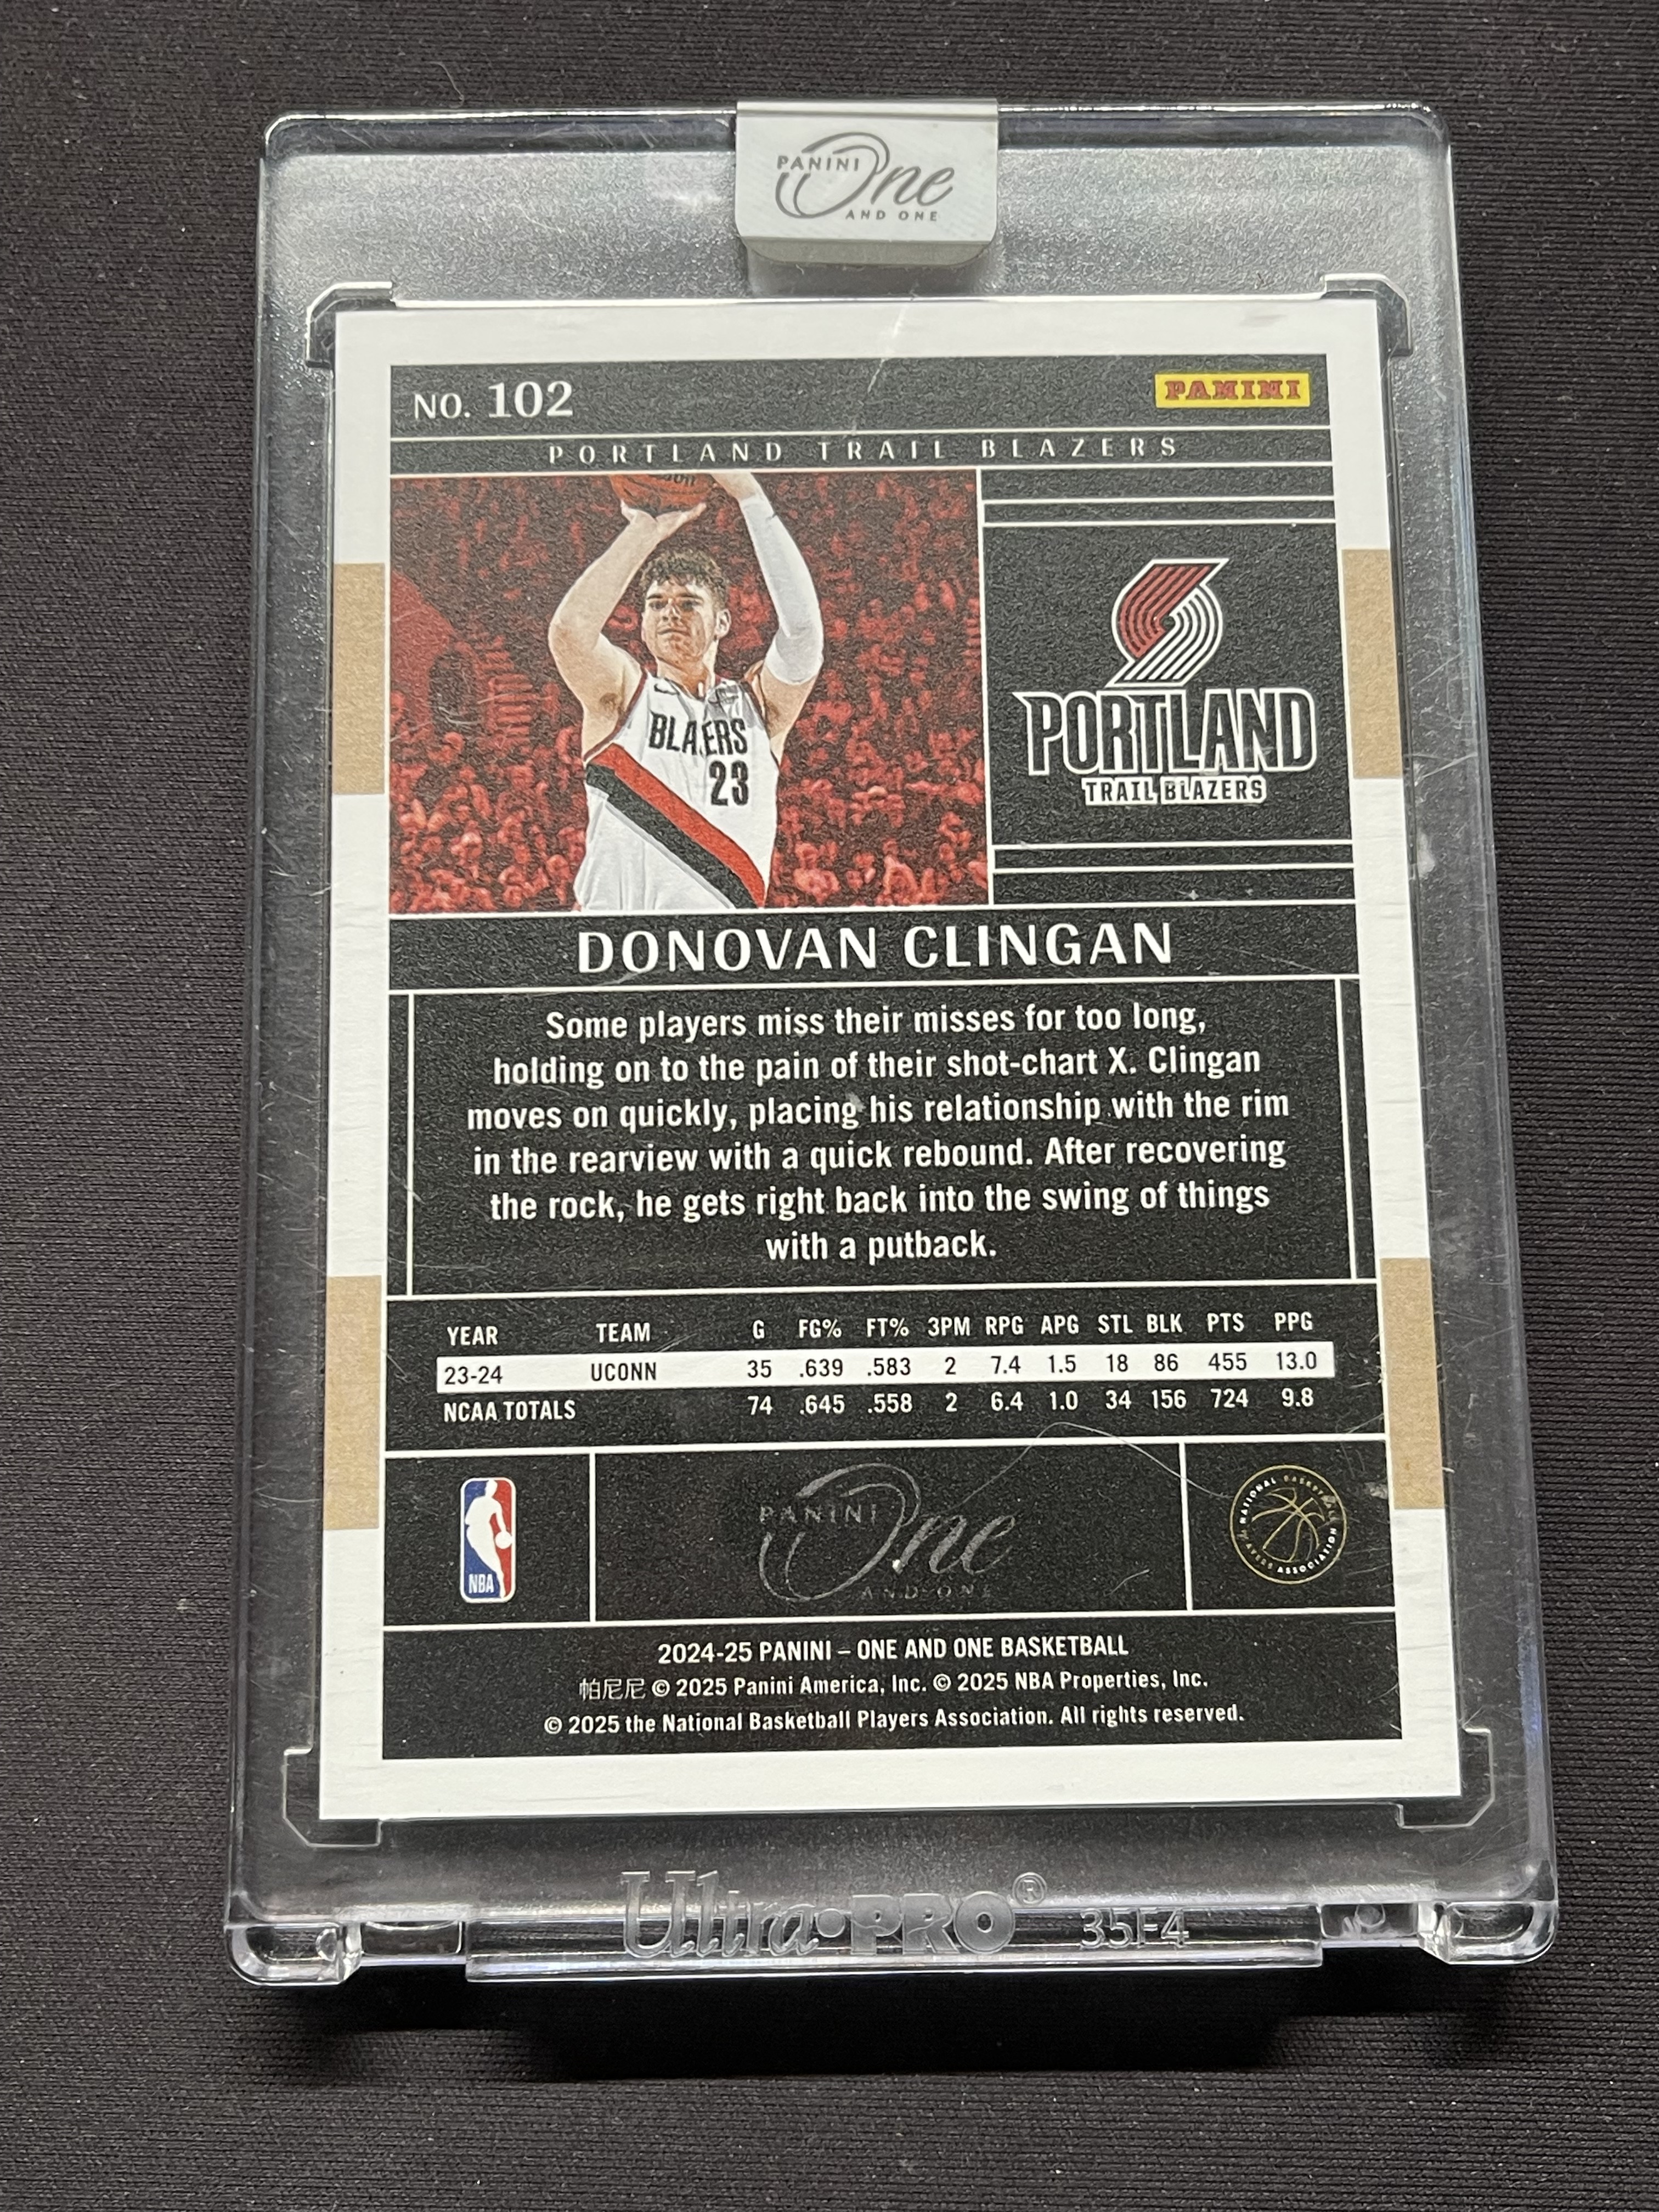 PANINI
One
AND ONE
NO. 102
PANINI
PORTLAND TRAIL BLAZERS
BLAZERS
23
PORTLAND
TRAIL BLAZERS
DONOVAN CLINGAN
Some players miss their misses for too long,
holding on to the pain of their shot-chart X. Clingan
moves on quickly, placing his relationship with the rim
in the rearview with a quick rebound. After recovering
the rock, he gets right back into the swing of things
with a putback.
YEAR TEAM G FG% FT% 3PM RPG APG STL BLK PTS PPG
23-24 UCONN 35 .639 .583 2 7.4 1.5 18 86 455 13.0
NCAA TOTALS 74 .645 .558 2 6.4 1.0 34 156 724 9.8
NBA
PANINI
One
AND ONE
NATIONAL BASKETBALL PLAYERS ASSOCIATION
2024-25 PANINI – ONE AND ONE BASKETBALL
帕尼尼 © 2025 Panini America, Inc. © 2025 NBA Properties, Inc.
© 2025 the National Basketball Players Association. All rights reserved.
Ultra•PRO® 35F4